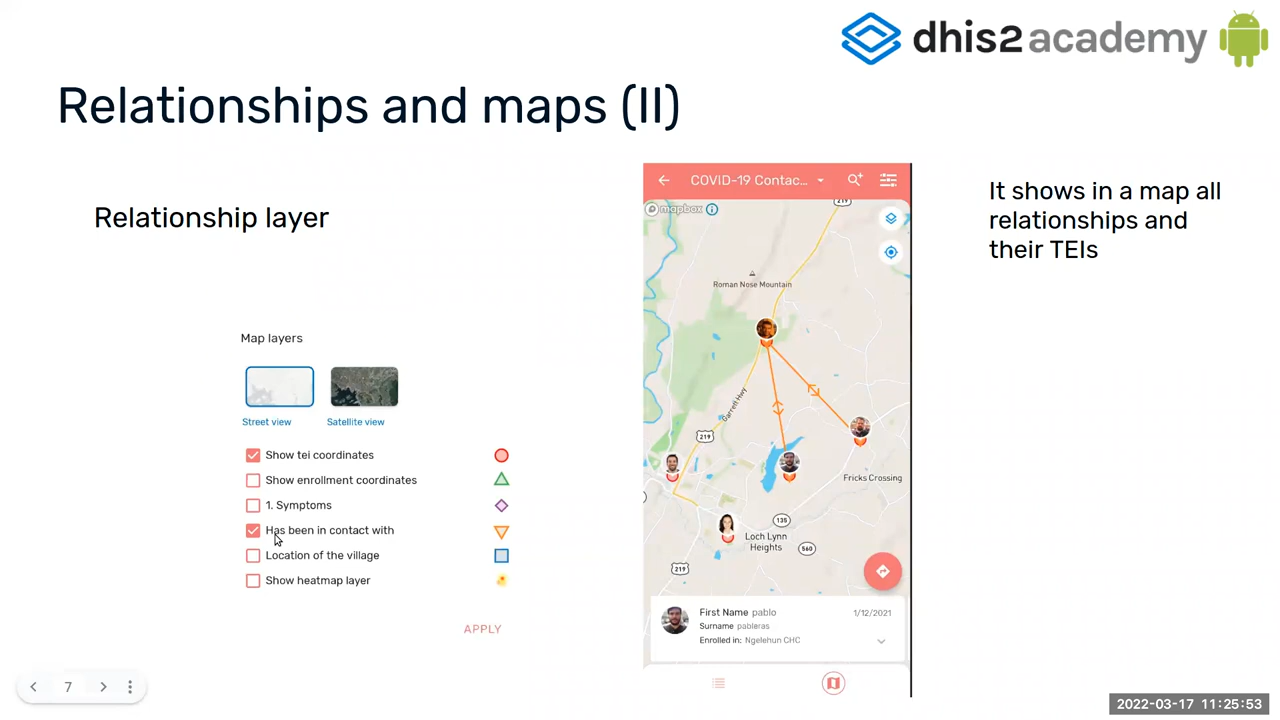 dhis2 academy
Relationships and maps (II)
Relationship layer
Map layers
Street view
Satellite view
Show tei coordinates
Show enrollment coordinates
1. Symptoms
Has been in contact with
Location of the village
Show heatmap layer
APPLY
COVID-19 Contac...
mapbox
219
Roman Nose Mountain
Garrett Hwy
219
Fricks Crossing
135
Loch Lynn
Heights
560
219
First Name pablo
1/12/2021
Surname pableras
Enrolled in: Ngelehun CHC
It shows in a map all
relationships and
their TEIs
7
2022-03-17 11:25:53